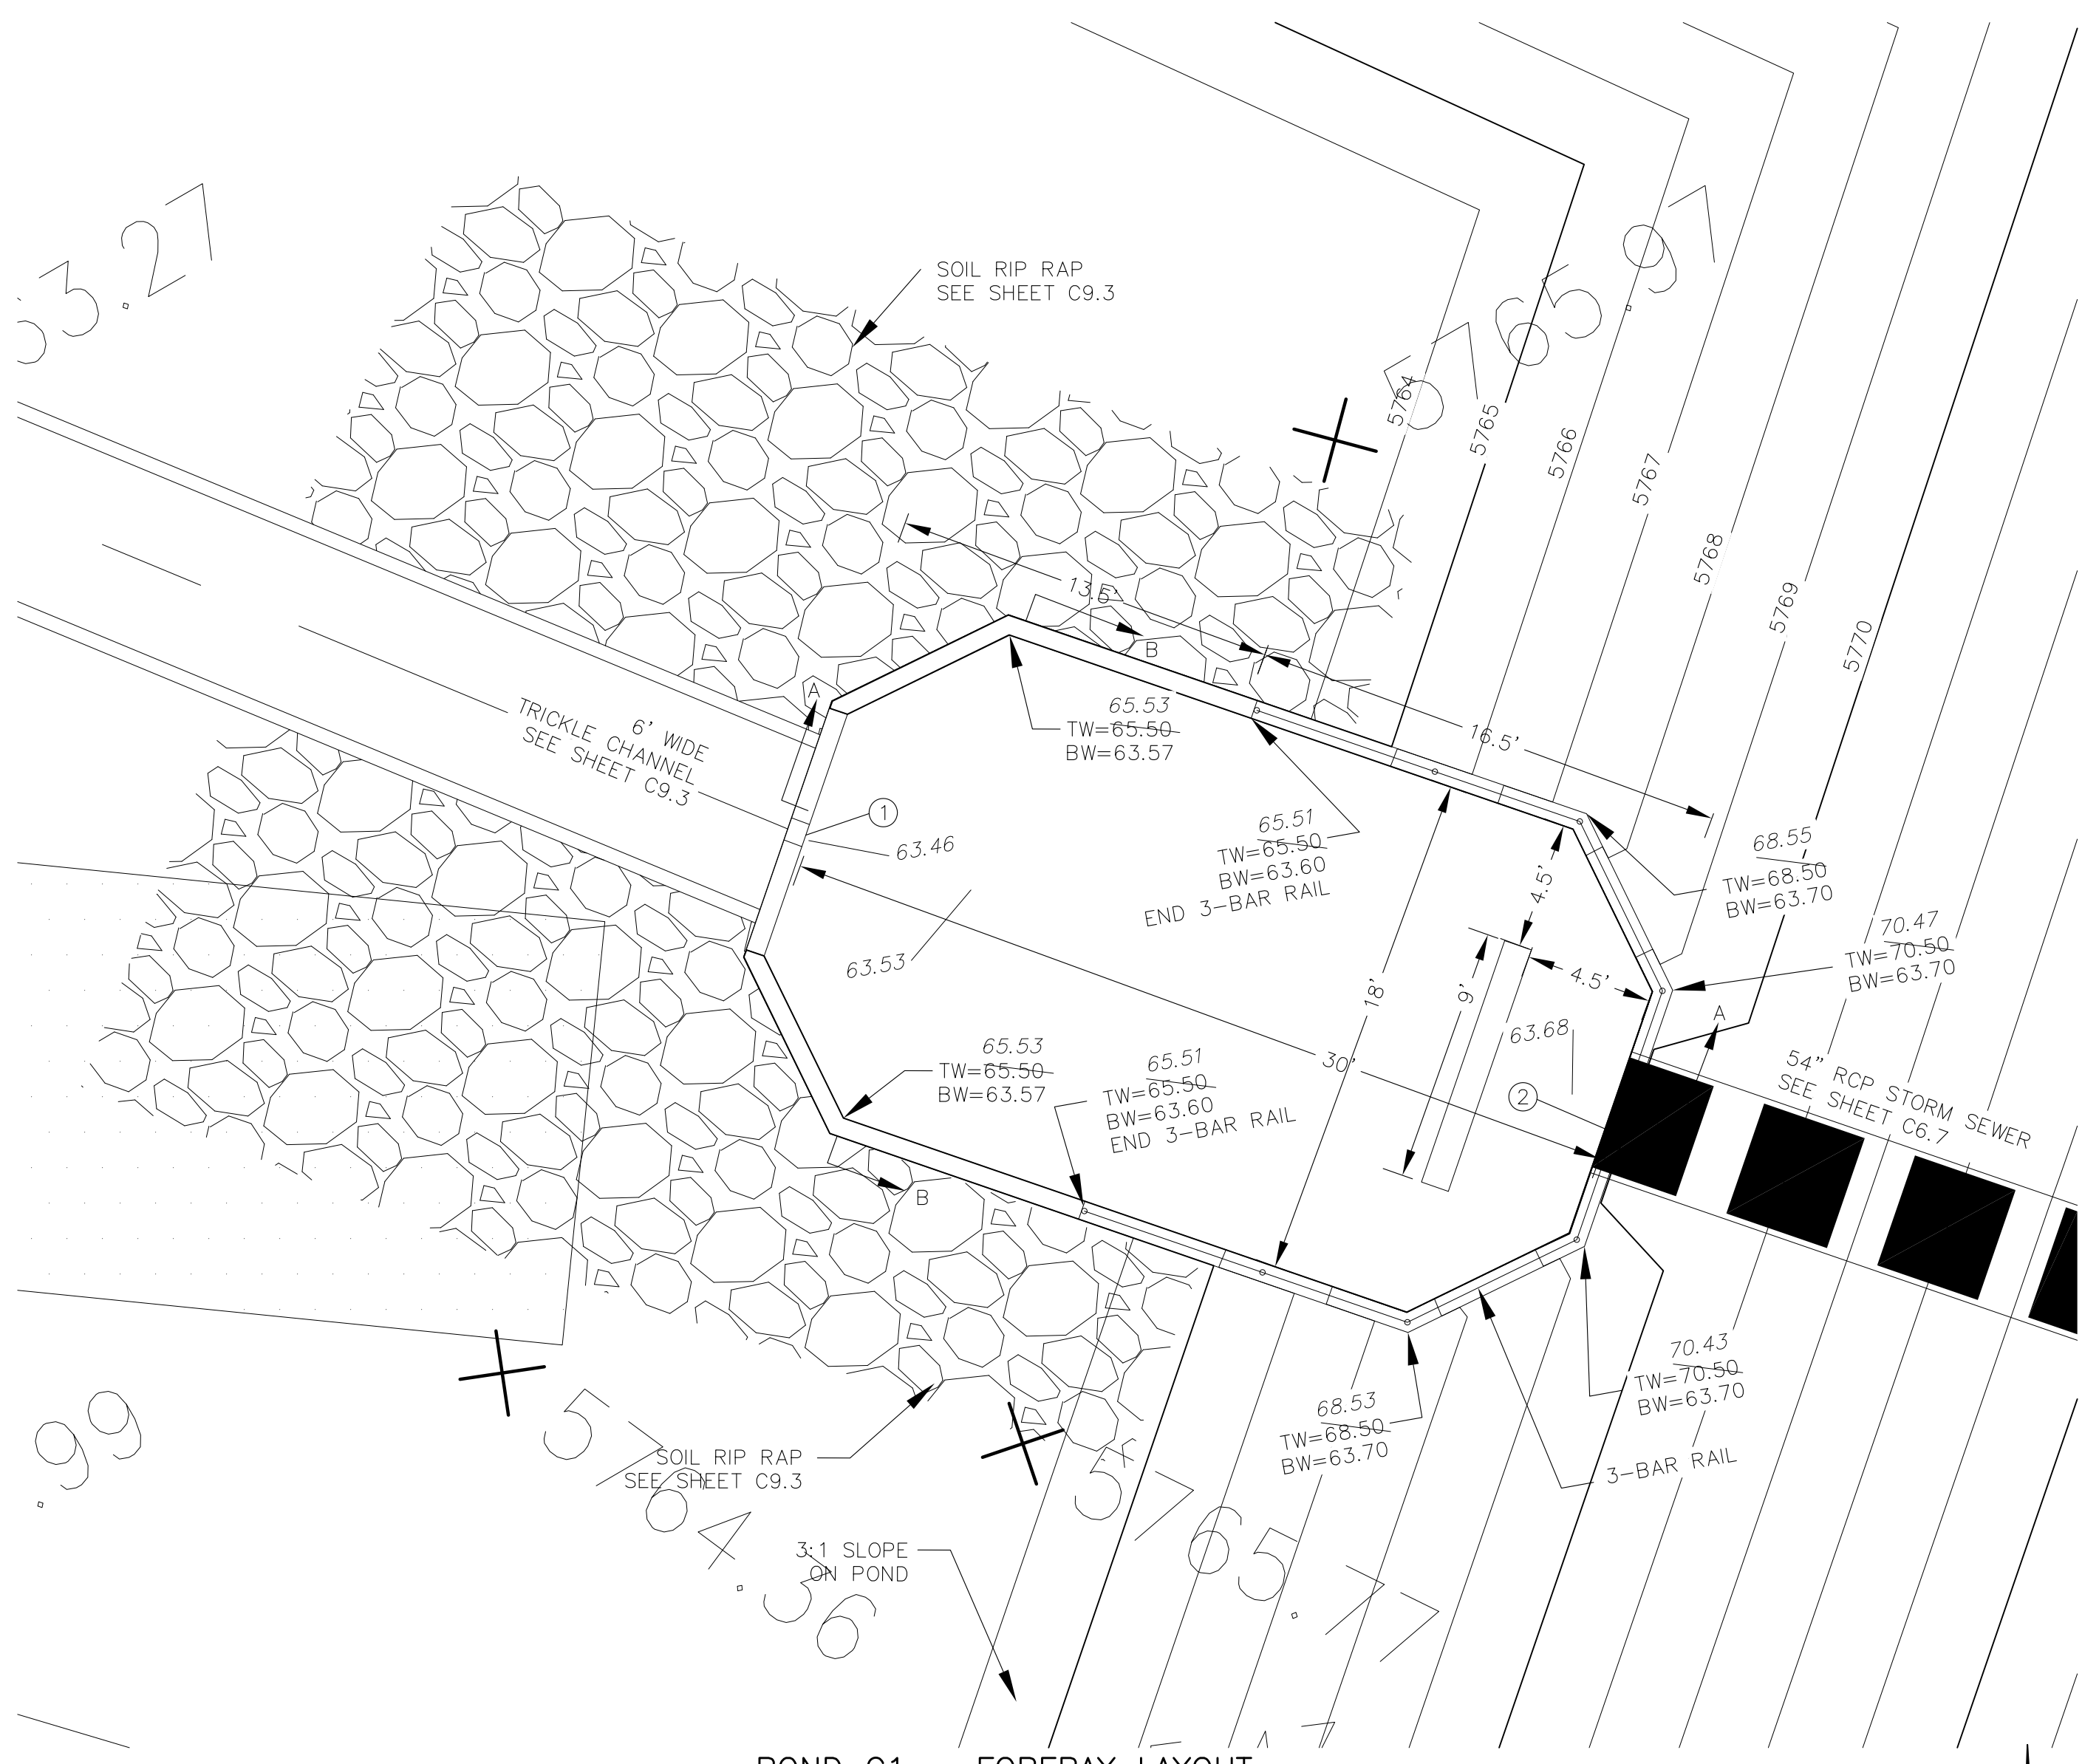 63.27
SOIL RIP RAP
SEE SHEET C9.3
5765.97
5764
5765
5766
5767
5768
5769
5770
13.5'
B
A
65.53
TW=65.50
BW=63.57
16.5'
6' WIDE
TRICKLE CHANNEL
SEE SHEET C9.3
1
63.46
65.51
TW=65.50
BW=63.60
END 3-BAR RAIL
68.55
TW=68.50
BW=63.70
4.5'
70.47
TW=70.50
BW=63.70
63.53
4.5'
18'
9'
A
63.68
30'
65.53
TW=65.50
BW=63.57
65.51
TW=65.50
BW=63.60
END 3-BAR RAIL
2
54" RCP STORM SEWER
SEE SHEET C6.7
B
70.43
TW=70.50
BW=63.70
68.53
TW=68.50
BW=63.70
3-BAR RAIL
.99
5764.36
SOIL RIP RAP
SEE SHEET C9.3
5765.77
3:1 SLOPE
ON POND
POND C1 FOREBAY LAYOUT